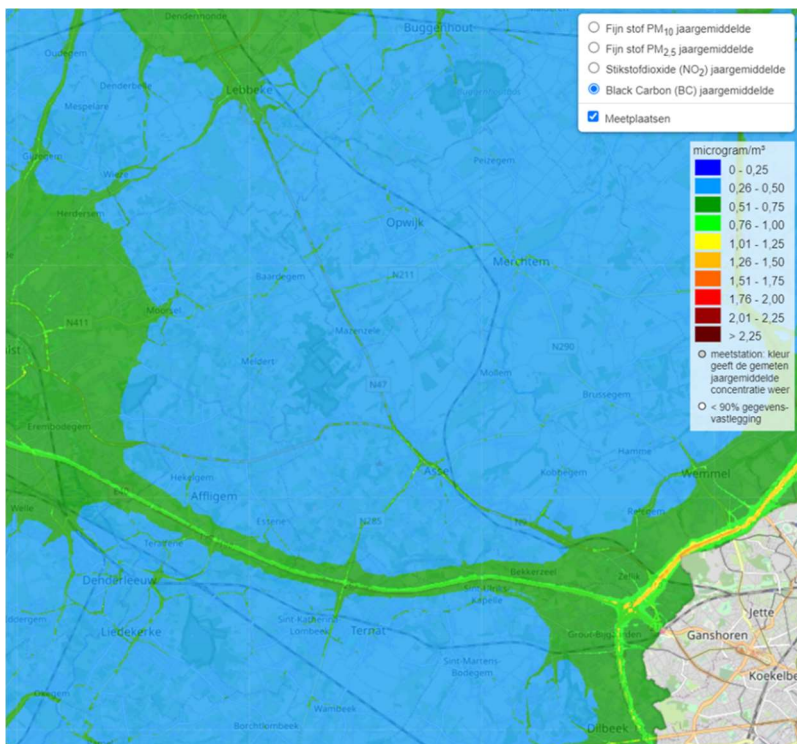 Fijn stof PM10 jaargemiddelde
Fijn stof PM2,5 jaargemiddelde
Stikstofdioxide (NO2) jaargemiddelde
Black Carbon (BC) jaargemiddelde
Meetplaatsen
microgram/m³
0 - 0,25
0,26 - 0,50
0,51 - 0,75
0,76 - 1,00
1,01 - 1,25
1,26 - 1,50
1,51 - 1,75
1,76 - 2,00
2,01 - 2,25
> 2,25
meetstation: kleur
geeft de gemeten
jaargemiddelde
concentratie weer
< 90% gegevens-
vastlegging
Dendermonde
Buggenhout
Oudegem
Denderbelle
Lebbeke
Mespelare
Gijzegem
Wieze
Peizegem
Herdersem
Opwijk
Merchtem
Baardegem
N211
Moorsel
N411
Mazenzele
N290
Meldert
Mollem
N47
Brussegem
Erembodegem
Hamme
Asse
Kobbegem
Wemmel
Hekelgem
Affligem
Relegem
Welle
Essene
N285
N9
Teralfene
Bekkerzeel
Zellik
Denderleeuw
Sint-Ulriks-
Kapelle
Jette
Sint-Katherina-
Lombeek
Liedekerke
Ternat
Groot-Bijgaarden
Ganshoren
Sint-Martens-
Bodegem
Koekelbe
Wambeek
Borchtlombeek
Dilbeek